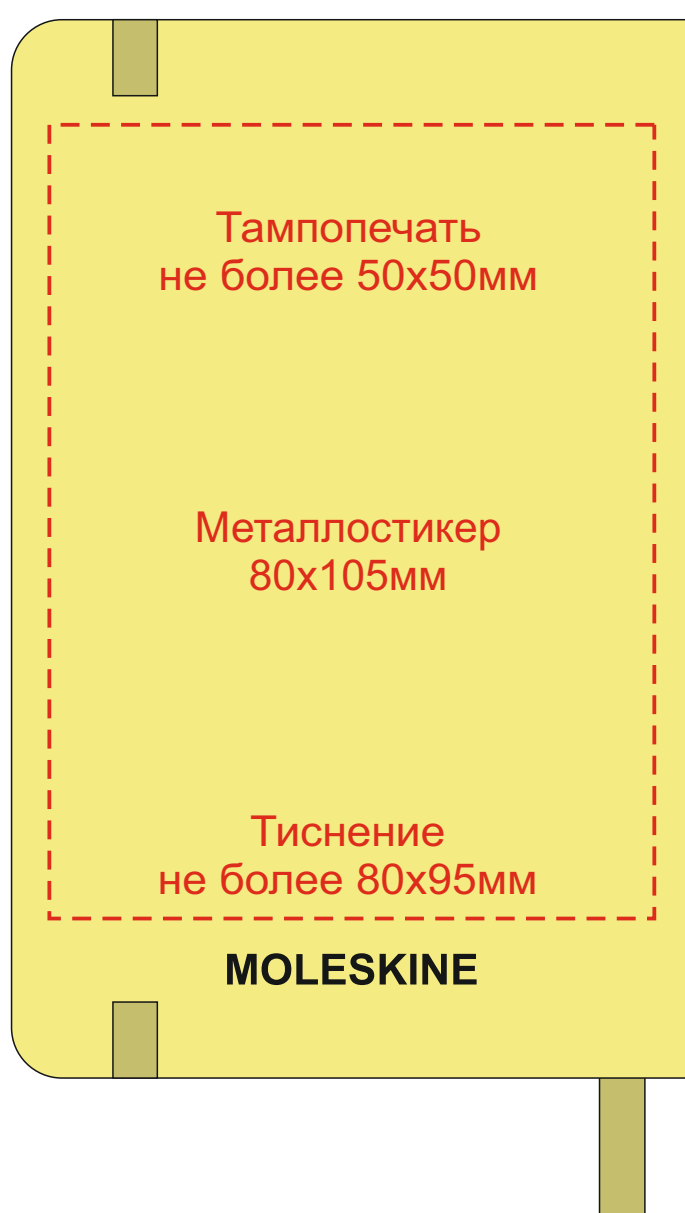 Тампопечать
не более 50х50мм
Металлостикер
80х105мм
Тиснение
не более 80х95мм
MOLESKINE